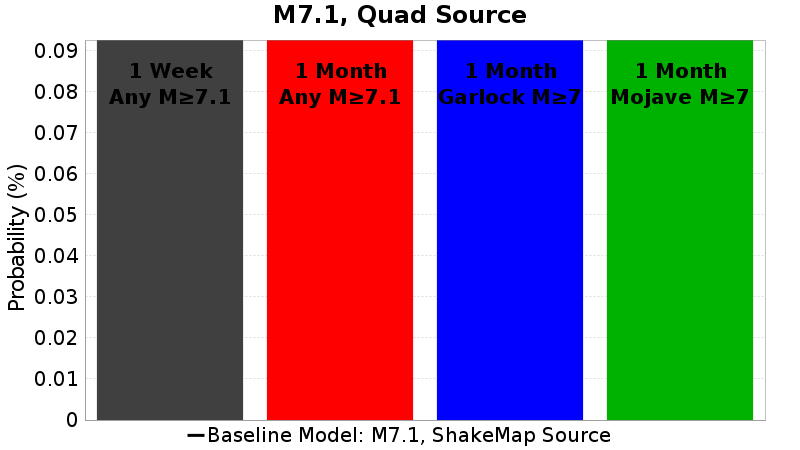 M7.1, Quad Source
Probability (%)
0.09
0.08
0.07
0.06
0.05
0.04
0.03
0.02
0.01
0
1 Week
Any M≥7.1
1 Month
Any M≥7.1
1 Month
Garlock M≥7
1 Month
Mojave M≥7
Baseline Model: M7.1, ShakeMap Source